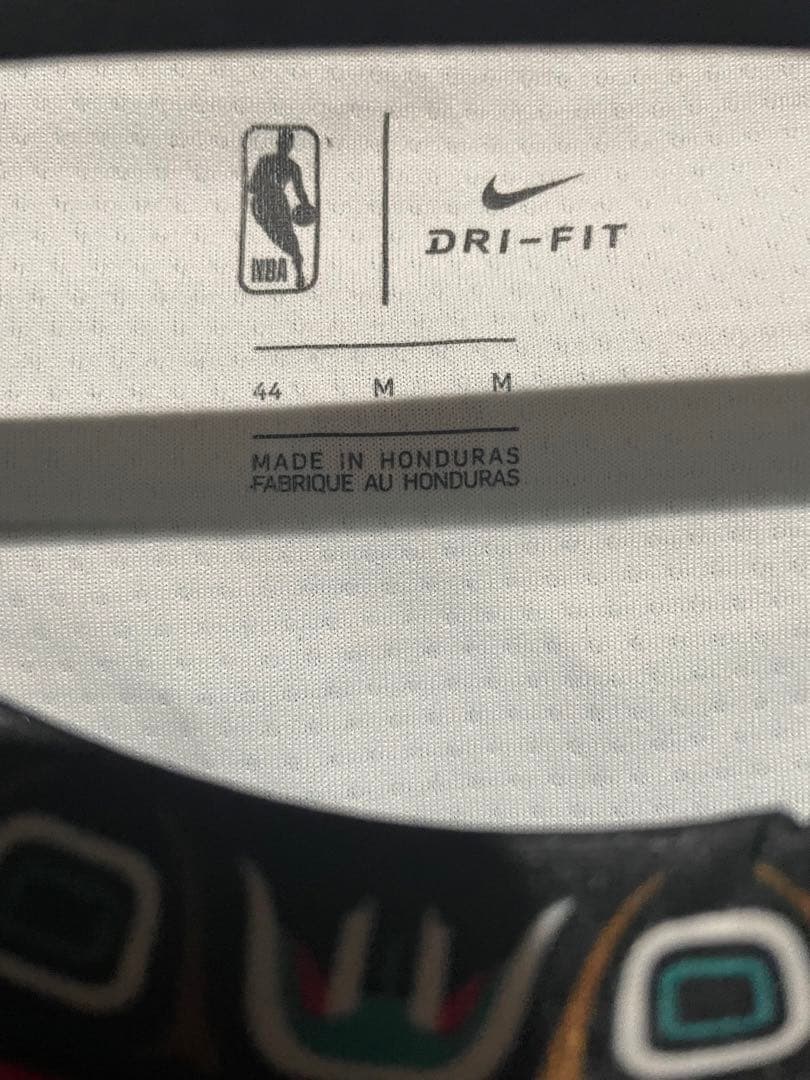 NBA
DRI-FIT
44 M M
MADE IN HONDURAS
FABRIQUE AU HONDURAS